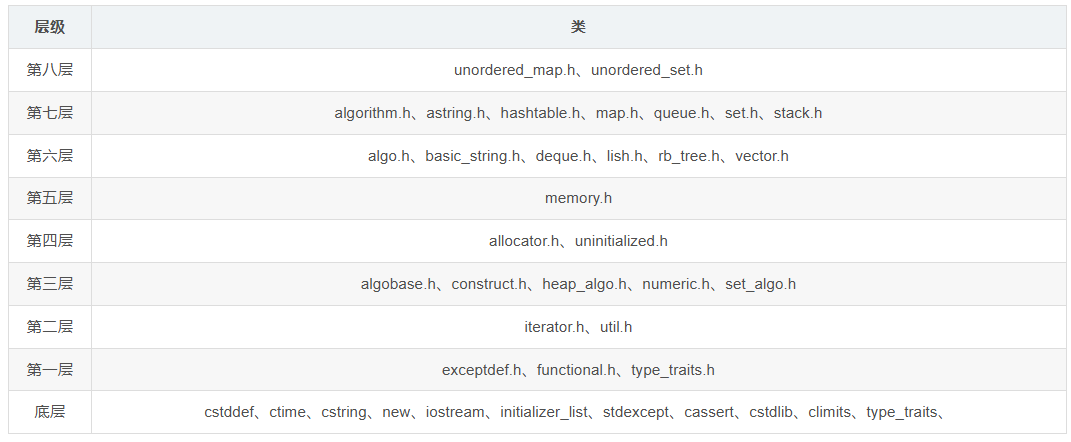 层级 类
第八层 unordered_map.h、unordered_set.h
第七层 algorithm.h、astring.h、hashtable.h、map.h、queue.h、set.h、stack.h
第六层 algo.h、basic_string.h、deque.h、lish.h、rb_tree.h、vector.h
第五层 memory.h
第四层 allocator.h、uninitialized.h
第三层 algobase.h、construct.h、heap_algo.h、numeric.h、set_algo.h
第二层 iterator.h、util.h
第一层 exceptdef.h、functional.h、type_traits.h
底层 cstddef、ctime、cstring、new、iostream、initializer_list、stdexcept、cassert、cstdlib、climits、type_traits、